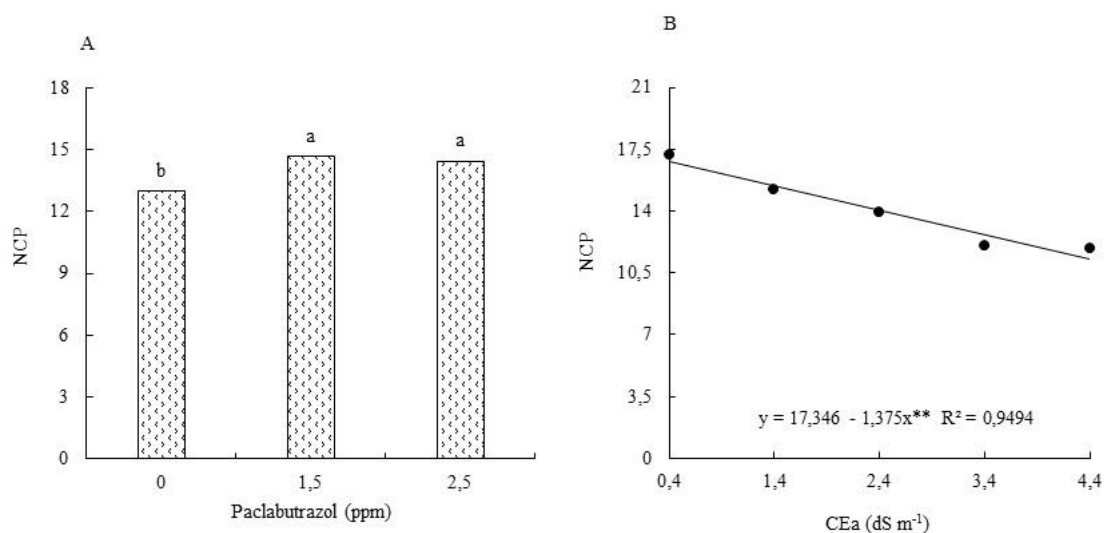 A
18
15
12
9
6
3
0
NCP
b
a
a
0 1,5 2,5
Paclabutrazol (ppm)
B
21
17,5
14
10,5
7
3,5
0
NCP
y = 17,346 - 1,375x** R² = 0,9494
0,4 1,4 2,4 3,4 4,4
CEa (dS m⁻¹)